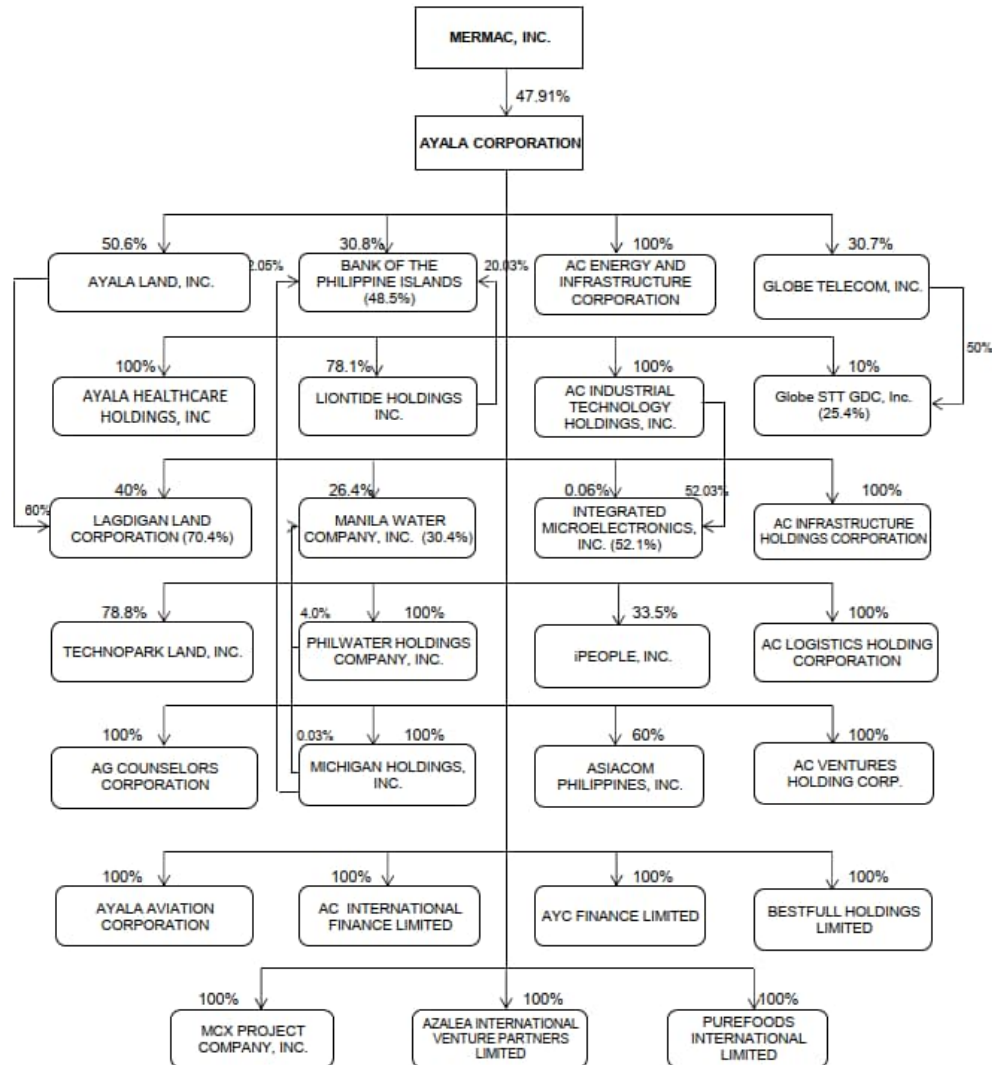 MERMAC, INC.
47.91%
AYALA CORPORATION
50.6%
30.8%
100%
30.7%
AYALA LAND, INC.
2.05%
BANK OF THE
PHILIPPINE ISLANDS
(48.5%)
20.03%
AC ENERGY AND
INFRASTRUCTURE
CORPORATION
GLOBE TELECOM, INC.
50%
100%
78.1%
100%
10%
AYALA HEALTHCARE
HOLDINGS, INC
LIONTIDE HOLDINGS
INC.
AC INDUSTRIAL
TECHNOLOGY
HOLDINGS, INC.
Globe STT GDC, Inc.
(25.4%)
40%
26.4%
0.06%
52.03%
100%
60%
LAGDIGAN LAND
CORPORATION (70.4%)
MANILA WATER
COMPANY, INC. (30.4%)
INTEGRATED
MICROELECTRONICS,
INC. (52.1%)
AC INFRASTRUCTURE
HOLDINGS CORPORATION
78.8%
4.0%
100%
33.5%
100%
TECHNOPARK LAND, INC.
PHILWATER HOLDINGS
COMPANY, INC.
iPEOPLE, INC.
AC LOGISTICS HOLDING
CORPORATION
100%
0.03%
100%
60%
100%
AG COUNSELORS
CORPORATION
MICHIGAN HOLDINGS,
INC.
ASIACOM
PHILIPPINES, INC.
AC VENTURES
HOLDING CORP.
100%
100%
100%
100%
AYALA AVIATION
CORPORATION
AC INTERNATIONAL
FINANCE LIMITED
AYC FINANCE LIMITED
BESTFULL HOLDINGS
LIMITED
100%
100%
100%
MCX PROJECT
COMPANY, INC.
AZALEA INTERNATIONAL
VENTURE PARTNERS
LIMITED
PUREFOODS
INTERNATIONAL
LIMITED